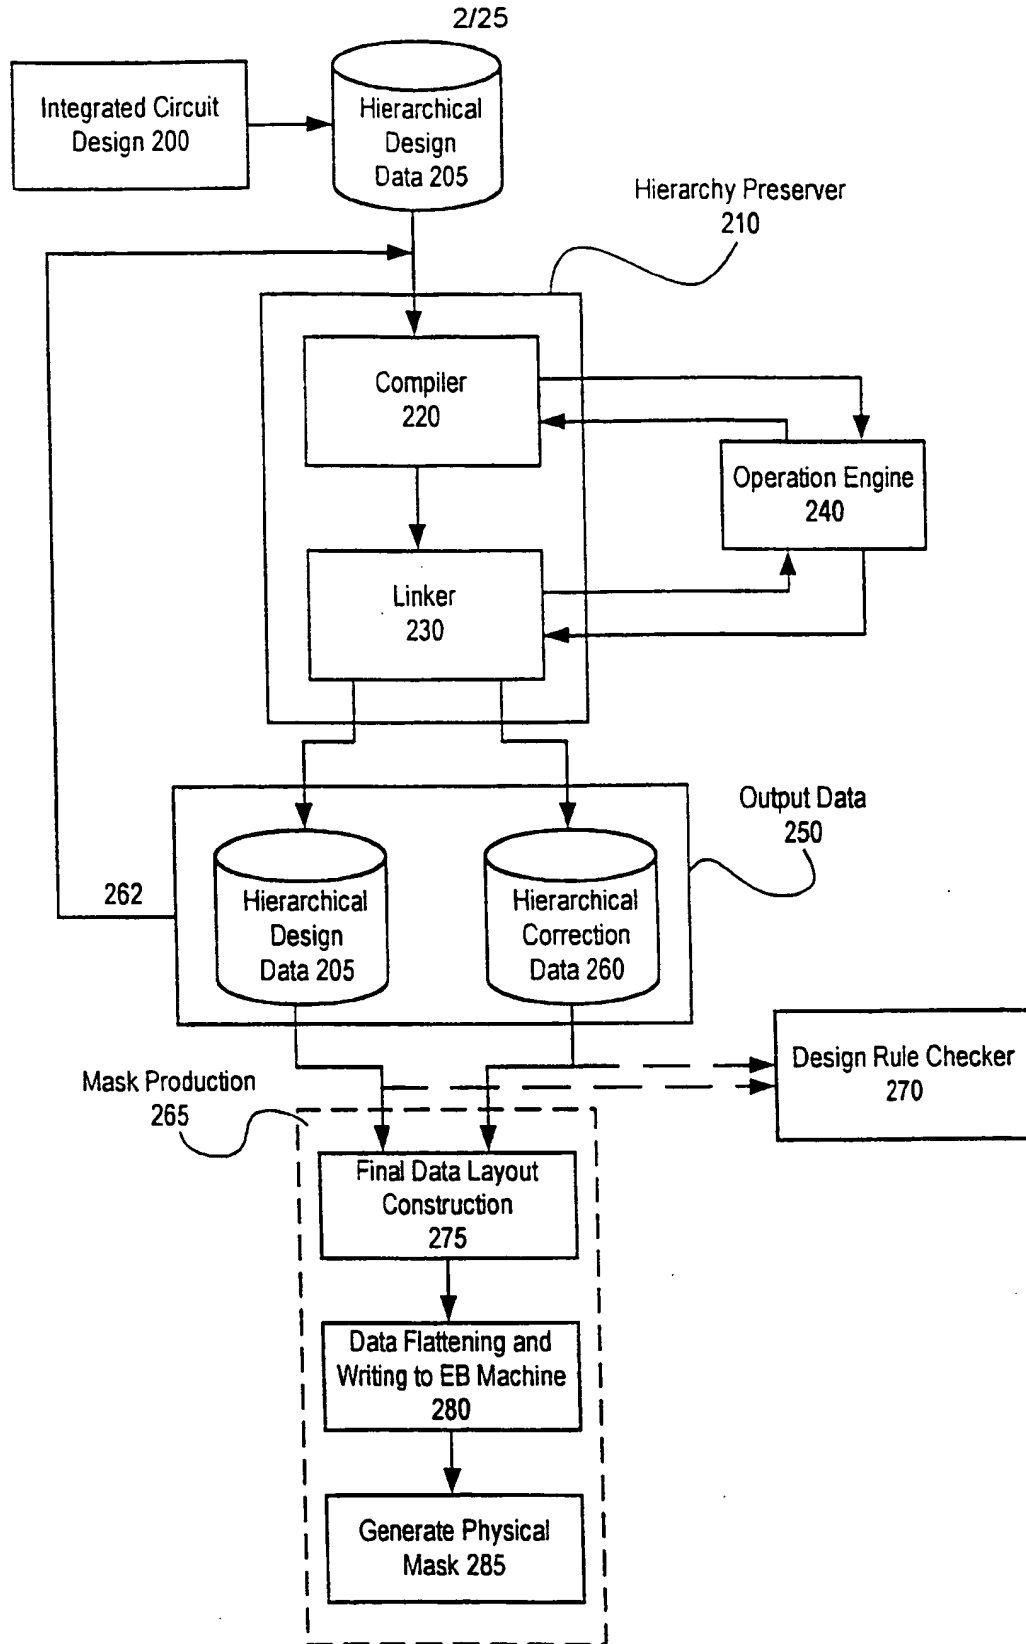 2/25
Integrated Circuit
Design 200
Hierarchical
Design
Data 205
Hierarchy Preserver
210
Compiler
220
Operation Engine
240
Linker
230
Output Data
250
262
Hierarchical
Design
Data 205
Hierarchical
Correction
Data 260
Design Rule Checker
270
Mask Production
265
Final Data Layout
Construction
275
Data Flattening and
Writing to EB Machine
280
Generate Physical
Mask 285